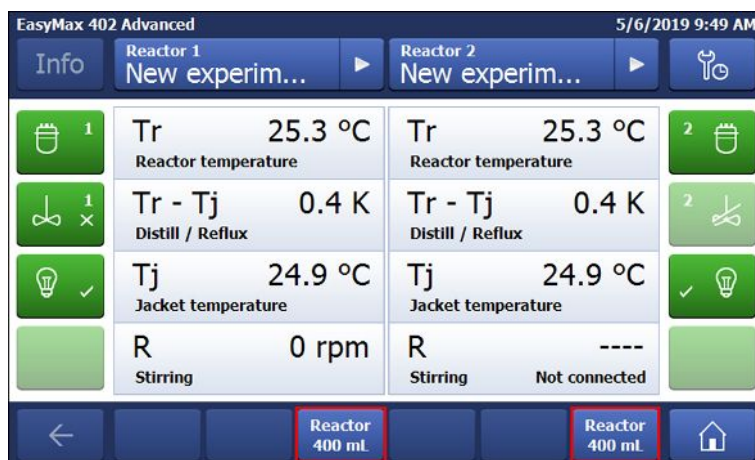 EasyMax 402 Advanced 5/6/2019 9:49 AM
Info
Reactor 1
New experim...
Reactor 2
New experim...
1
Tr 25.3 °C
Reactor temperature
Tr 25.3 °C
Reactor temperature
2
1
Tr - Tj 0.4 K
Distill / Reflux
Tr - Tj 0.4 K
Distill / Reflux
2
Tj 24.9 °C
Jacket temperature
Tj 24.9 °C
Jacket temperature
R 0 rpm
Stirring
R ----
Stirring Not connected
Reactor
400 mL
Reactor
400 mL